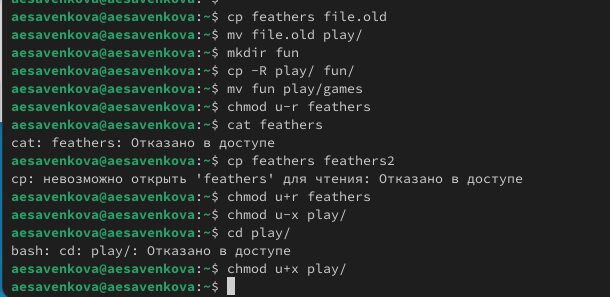 aesavenkova@aesavenkova:~$ cp feathers file.old
aesavenkova@aesavenkova:~$ mv file.old play/
aesavenkova@aesavenkova:~$ mkdir fun
aesavenkova@aesavenkova:~$ cp -R play/ fun/
aesavenkova@aesavenkova:~$ mv fun play/games
aesavenkova@aesavenkova:~$ chmod u-r feathers
aesavenkova@aesavenkova:~$ cat feathers
cat: feathers: Отказано в доступе
aesavenkova@aesavenkova:~$ cp feathers feathers2
cp: невозможно открыть 'feathers' для чтения: Отказано в доступе
aesavenkova@aesavenkova:~$ chmod u+r feathers
aesavenkova@aesavenkova:~$ chmod u-x play/
aesavenkova@aesavenkova:~$ cd play/
bash: cd: play/: Отказано в доступе
aesavenkova@aesavenkova:~$ chmod u+x play/
aesavenkova@aesavenkova:~$